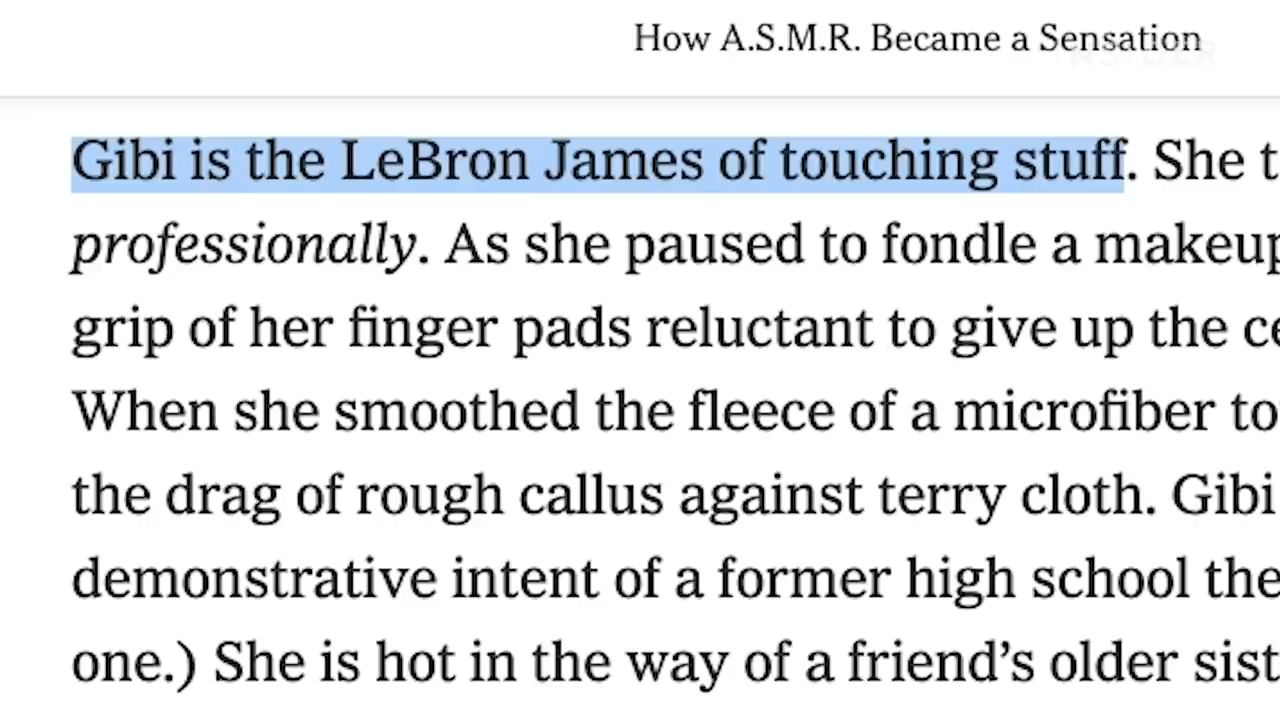 How A.S.M.R. Became a Sensation
INSIDER
Gibi is the LeBron James of touching stuff. She t
professionally. As she paused to fondle a makeup
grip of her finger pads reluctant to give up the ce
When she smoothed the fleece of a microfiber to
the drag of rough callus against terry cloth. Gibi
demonstrative intent of a former high school the
one.) She is hot in the way of a friend’s older sist